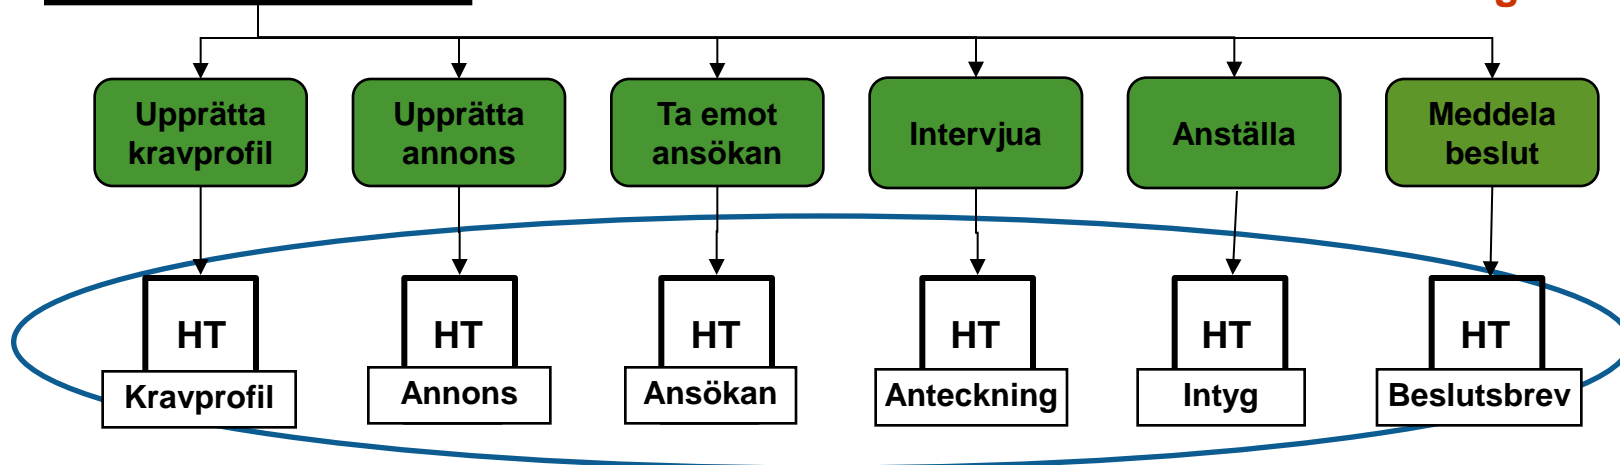 g
Upprätta
kravprofil
Upprätta
annons
Ta emot
ansökan
Intervjua
Anställa
Meddela
beslut
HT
HT
HT
HT
HT
HT
Kravprofil
Annons
Ansökan
Anteckning
Intyg
Beslutsbrev